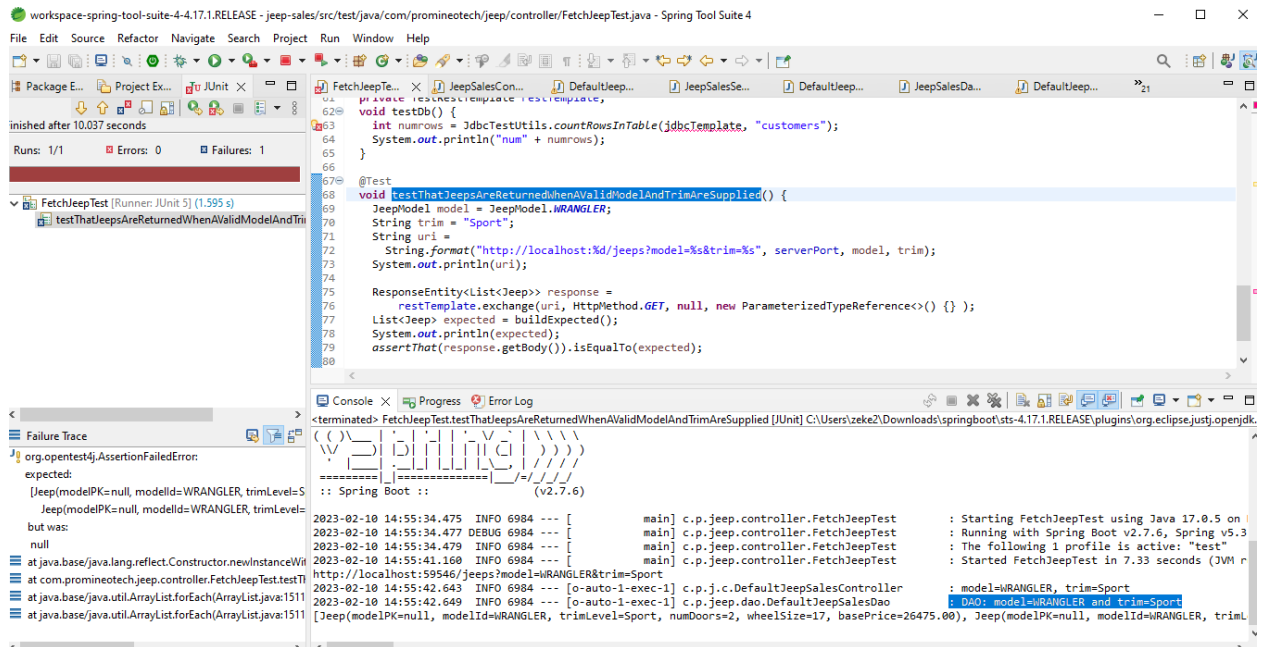 workspace-spring-tool-suite-4-4.17.1.RELEASE - jeep-sales/src/test/java/com/promineotech/jeep/controller/FetchJeepTest.java - Spring Tool Suite 4
File Edit Source Refactor Navigate Search Project Run Window Help
Package E... Project Ex... JUnit
inished after 10.037 seconds
Runs: 1/1 Errors: 0 Failures: 1
FetchJeepTest [Runner: JUnit 5] (1.595 s)
testThatJeepsAreReturnedWhenAValidModelAndTri
FetchJeepTe... JeepSalesCon... DefaultJeep... JeepSalesSe... DefaultJeep... JeepSalesDa... DefaultJeep... »21
61 private TestRestTemplate restTemplate;
62 void testDb() {
63 int numrows = JdbcTestUtils.countRowsInTable(jdbcTemplate, "customers");
64 System.out.println("num" + numrows);
65 }
66
67 @Test
68 void testThatJeepsAreReturnedWhenAValidModelAndTrimAreSupplied() {
69 JeepModel model = JeepModel.WRANGLER;
70 String trim = "Sport";
71 String uri =
72 String.format("http://localhost:%d/jeeps?model=%s&trim=%s", serverPort, model, trim);
73 System.out.println(uri);
74
75 ResponseEntity<List<Jeep>> response =
76 restTemplate.exchange(uri, HttpMethod.GET, null, new ParameterizedTypeReference<>() {} );
77 List<Jeep> expected = buildExpected();
78 System.out.println(expected);
79 assertThat(response.getBody()).isEqualTo(expected);
80
Console Progress Error Log
<terminated> FetchJeepTest.testThatJeepsAreReturnedWhenAValidModelAndTrimAreSupplied [JUnit] C:\Users\zeke2\Downloads\springboot\sts-4.17.1.RELEASE\plugins\org.eclipse.justj.openjdk.
:: Spring Boot :: (v2.7.6)
2023-02-10 14:55:34.475 INFO 6984 --- [ main] c.p.jeep.controller.FetchJeepTest : Starting FetchJeepTest using Java 17.0.5 on
2023-02-10 14:55:34.477 DEBUG 6984 --- [ main] c.p.jeep.controller.FetchJeepTest : Running with Spring Boot v2.7.6, Spring v5.3
2023-02-10 14:55:34.479 INFO 6984 --- [ main] c.p.jeep.controller.FetchJeepTest : The following 1 profile is active: "test"
2023-02-10 14:55:41.160 INFO 6984 --- [ main] c.p.jeep.controller.FetchJeepTest : Started FetchJeepTest in 7.33 seconds (JVM r
http://localhost:59546/jeeps?model=WRANGLER&trim=Sport
2023-02-10 14:55:42.643 INFO 6984 --- [o-auto-1-exec-1] c.p.j.c.DefaultJeepSalesController : model=WRANGLER, trim=Sport
2023-02-10 14:55:42.649 INFO 6984 --- [o-auto-1-exec-1] c.p.jeep.dao.DefaultJeepSalesDao : DAO: model=WRANGLER and trim=Sport
[Jeep(modelPK=null, modelId=WRANGLER, trimLevel=Sport, numDoors=2, wheelSize=17, basePrice=26475.00), Jeep(modelPK=null, modelId=WRANGLER, trimL
Failure Trace
org.opentest4j.AssertionFailedError:
expected:
[Jeep(modelPK=null, modelId=WRANGLER, trimLevel=S
Jeep(modelPK=null, modelId=WRANGLER, trimLevel=
but was:
null
at java.base/java.lang.reflect.Constructor.newInstanceWit
at com.promineotech.jeep.controller.FetchJeepTest.testTh
at java.base/java.util.ArrayList.forEach(ArrayList.java:1511
at java.base/java.util.ArrayList.forEach(ArrayList.java:1511